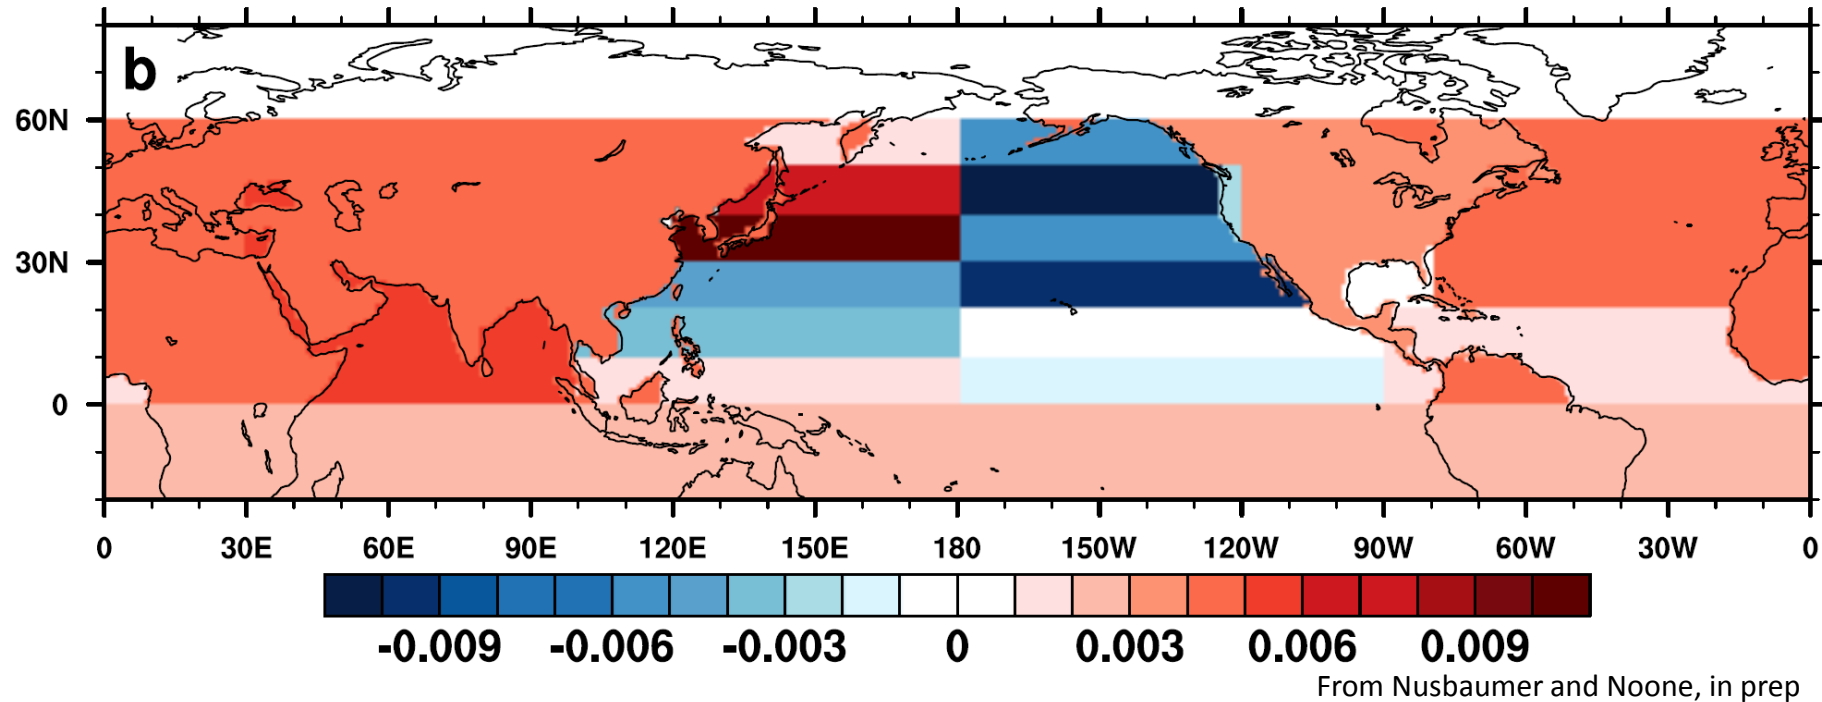 b
60N
30N
0
0 30E 60E 90E 120E 150E 180 150W 120W 90W 60W 30W 0
-0.009 -0.006 -0.003 0 0.003 0.006 0.009
From Nusbaumer and Noone, in prep